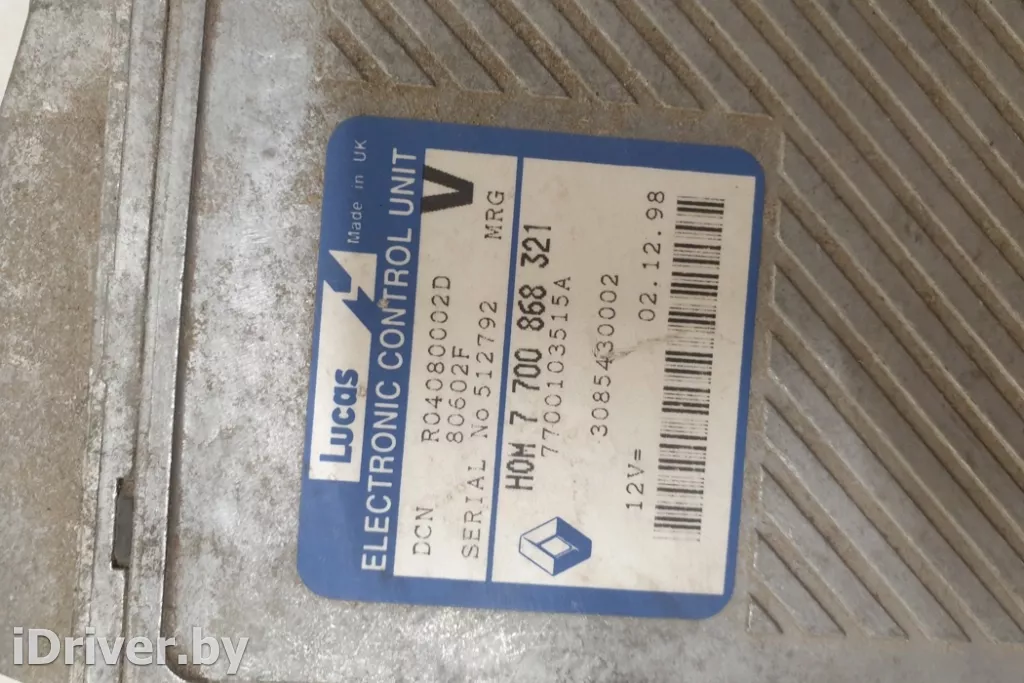 Lucas
Made in UK
ELECTRONIC CONTROL UNIT
DCN R04080002D
V
80602F
SERIAL No 512792 MRG
HOM 7 700 868 321
7700103515A
3085430002
12V= 02.12.98
iDriver.by